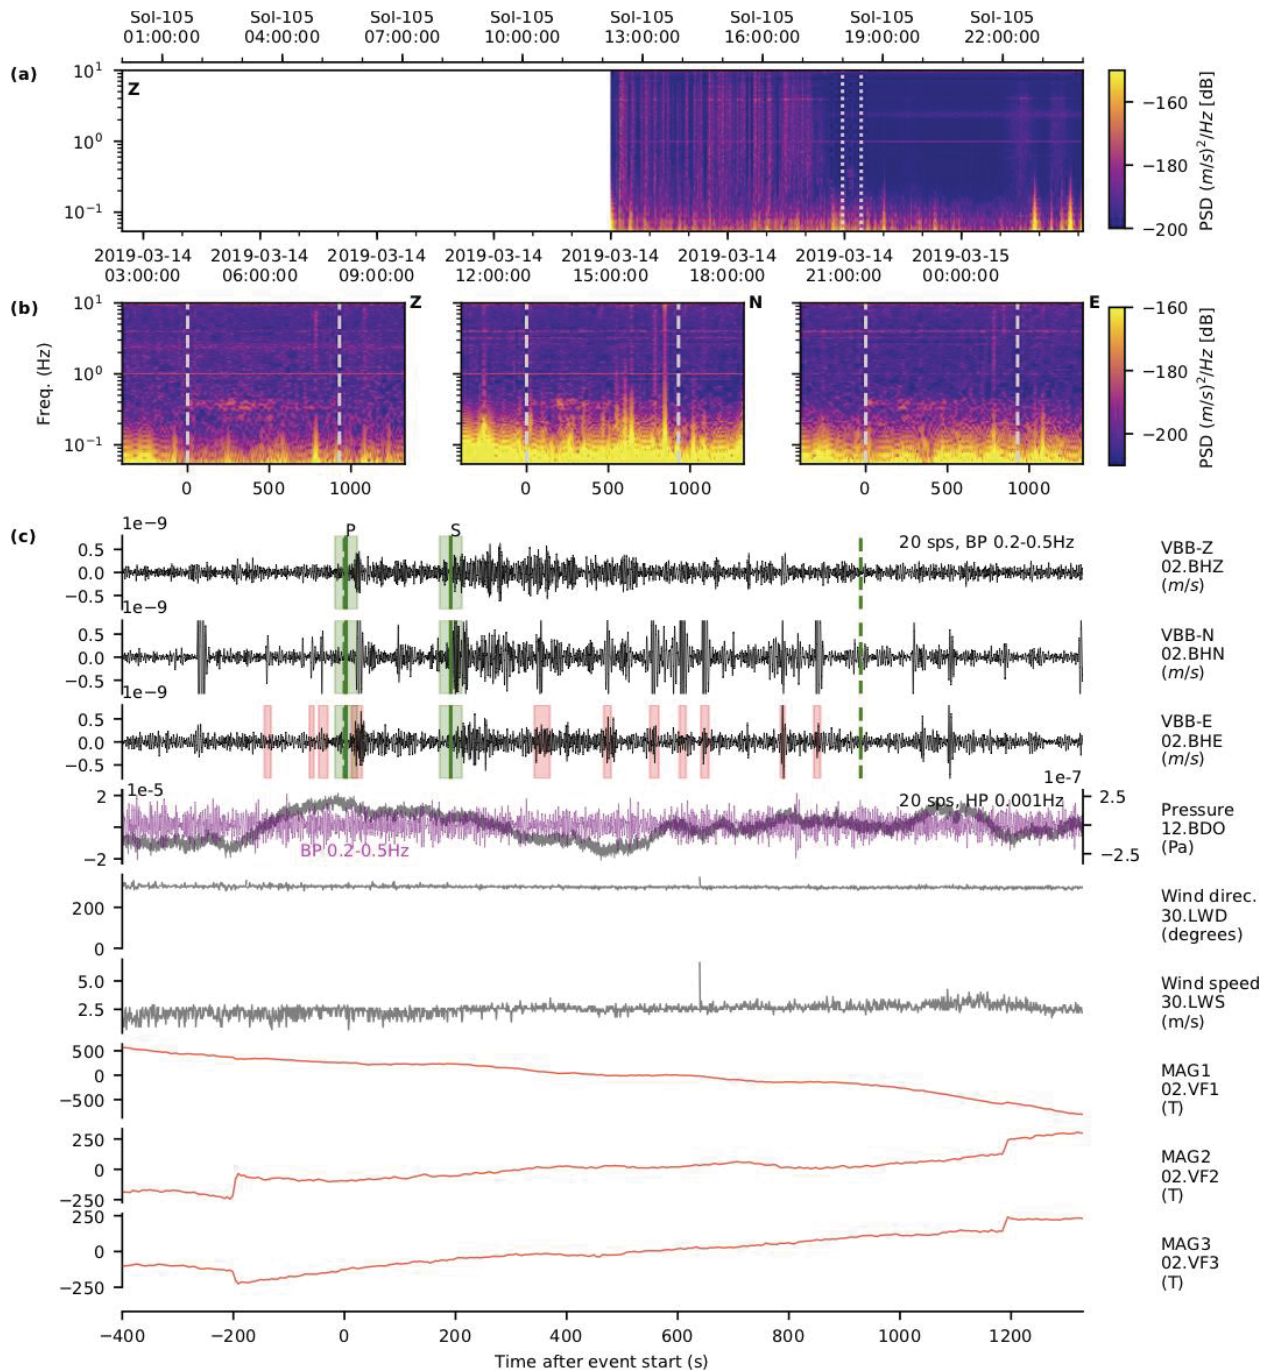 Sol-105 Sol-105 Sol-105 Sol-105 Sol-105 Sol-105 Sol-105 Sol-105
01:00:00 04:00:00 07:00:00 10:00:00 13:00:00 16:00:00 19:00:00 22:00:00
(a)
Z
10¹
10⁰
10⁻¹
−160
−180
−200
PSD (m/s)²/Hz [dB]
2019-03-14 2019-03-14 2019-03-14 2019-03-14 2019-03-14 2019-03-14 2019-03-14 2019-03-15
03:00:00 06:00:00 09:00:00 12:00:00 15:00:00 18:00:00 21:00:00 00:00:00
(b)
Z N E
10¹
10⁰
10⁻¹
Freq. (Hz)
−160
−180
−200
PSD (m/s)²/Hz [dB]
0 500 1000 0 500 1000 0 500 1000
(c)
1e−9
P S
20 sps, BP 0.2-0.5Hz
0.5
0.0
−0.5
VBB-Z
02.BHZ
(m/s)
1e−9
0.5
0.0
−0.5
VBB-N
02.BHN
(m/s)
1e−9
0.5
0.0
−0.5
VBB-E
02.BHE
(m/s)
1e−5
1e−7
20 sps, HP 0.001Hz
BP 0.2-0.5Hz
2
−2
2.5
−2.5
Pressure
12.BDO
(Pa)
200
0
Wind direc.
30.LWD
(degrees)
5.0
2.5
Wind speed
30.LWS
(m/s)
500
0
−500
MAG1
02.VF1
(T)
250
0
−250
MAG2
02.VF2
(T)
250
0
−250
MAG3
02.VF3
(T)
−400 −200 0 200 400 600 800 1000 1200
Time after event start (s)